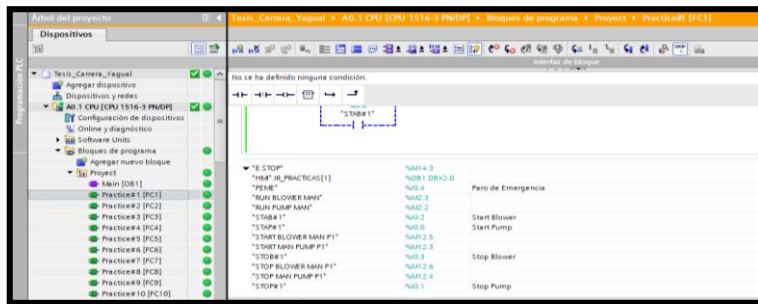 Árbol del proyecto
Tesis_Carrera_Yagual ▸ A0.1 CPU [CPU 1516-3 PN/DP] ▸ Bloques de programa ▸ Proyect ▸ Practice#1 [FC1]
Dispositivos
Programación PLC
Interfaz de bloque
Tesis_Carrera_Yagual
Agregar dispositivo
Dispositivos y redes
A0.1 CPU [CPU 1516-3 PN/DP]
Configuración de dispositivos
Online y diagnóstico
Software Units
Bloques de programa
Agregar nuevo bloque
Proyect
Main [OB1]
Practice#1 [FC1]
Practice#2 [FC2]
Practice#3 [FC3]
Practice#4 [FC4]
Practice#5 [FC5]
Practice#6 [FC6]
Practice#7 [FC7]
Practice#8 [FC8]
Practice#9 [FC9]
Practice#10 [FC10]
No se ha definido ninguna condición.
"STAB#1"
"E.STOP" %M14.3
"HMI".IR_PRACTICAS[1] %DB1.DBX2.0
"PEME" %I0.4 Paro de Emergencia
"RUN BLOWER MAN" %M2.3
"RUN PUMP MAN" %M2.2
"STAB#1" %I0.2 Start Blower
"STAP#1" %I0.0 Start Pump
"START BLOWER MAN P1" %M12.5
"START MAN PUMP P1" %M12.3
"STOB#1" %I0.3 Stop Blower
"STOP BLOWER MAN P1" %M12.6
"STOP MAN PUMP P1" %M12.4
"STOP#1" %I0.1 Stop Pump